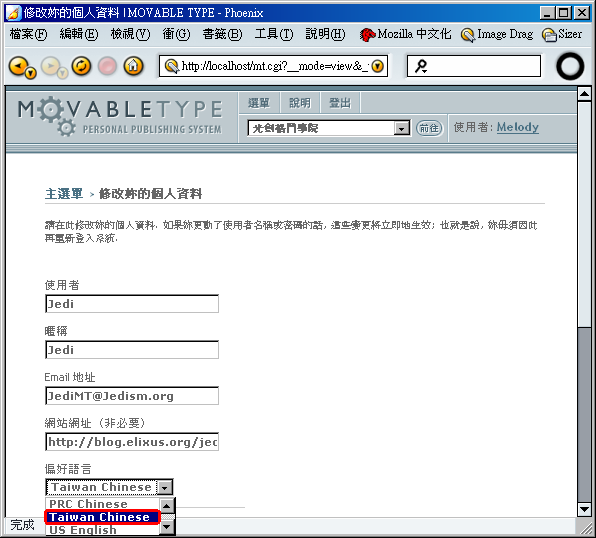 修改妳的個人資料 | MOVABLE TYPE - Phoenix
檔案(F) 編輯(E) 檢視(V) 衝(G) 書籤(B) 工具(T) 說明(H) Mozilla 中文化 Image Drag Sizer
http://localhost/mt.cgi?__mode=view&_
MOVABLETYPE
PERSONAL PUBLISHING SYSTEM
選單 說明 登出
光劍格鬥學院 前往 使用者: Melody
主選單 > 修改妳的個人資料
請在此修改妳的個人資料. 如果妳更動了使用者名稱或密碼的話, 這些變更將立即地生效; 也就是說, 妳毋須因此
再重新登入系統.
使用者
Jedi
暱稱
Jedi
Email 地址
JediMT@Jedism.org
網站網址 (非必要)
http://blog.elixus.org/jed
偏好語言
Taiwan Chinese
PRC Chinese
Taiwan Chinese
US English
完成